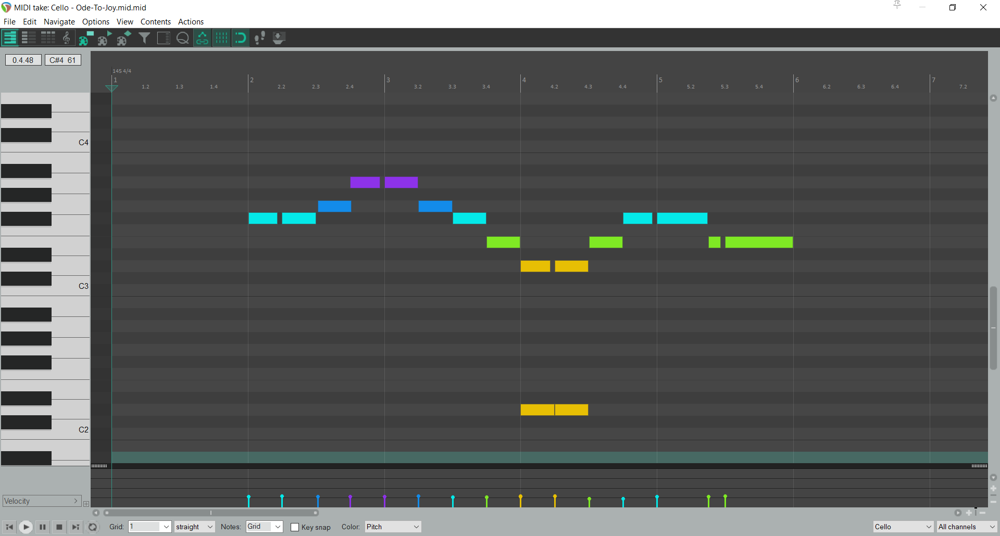 MIDI take: Cello - Ode-To-Joy.mid.mid
File Edit Navigate Options View Contents Actions
0.4.48 C#4 61
145 4/4
1 2 3 4 5 6 7
1.2 1.3 1.4 2.2 2.3 2.4 3.2 3.3 3.4 4.2 4.3 4.4 5.2 5.3 5.4 6.2 6.3 6.4 7.2
C4
C3
C2
Velocity >
Grid: 1 straight Notes: Grid Key snap Color: Pitch Cello All channels